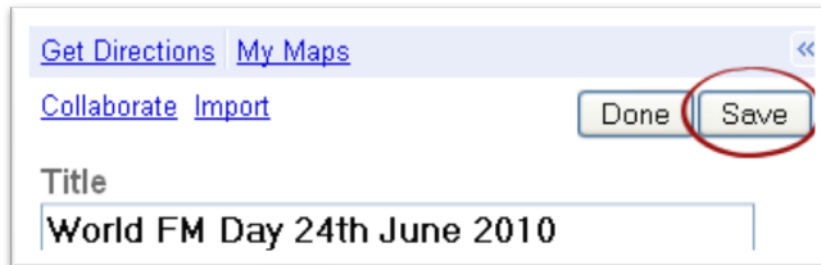 Get Directions My Maps «
Collaborate Import Done Save
Title
World FM Day 24th June 2010